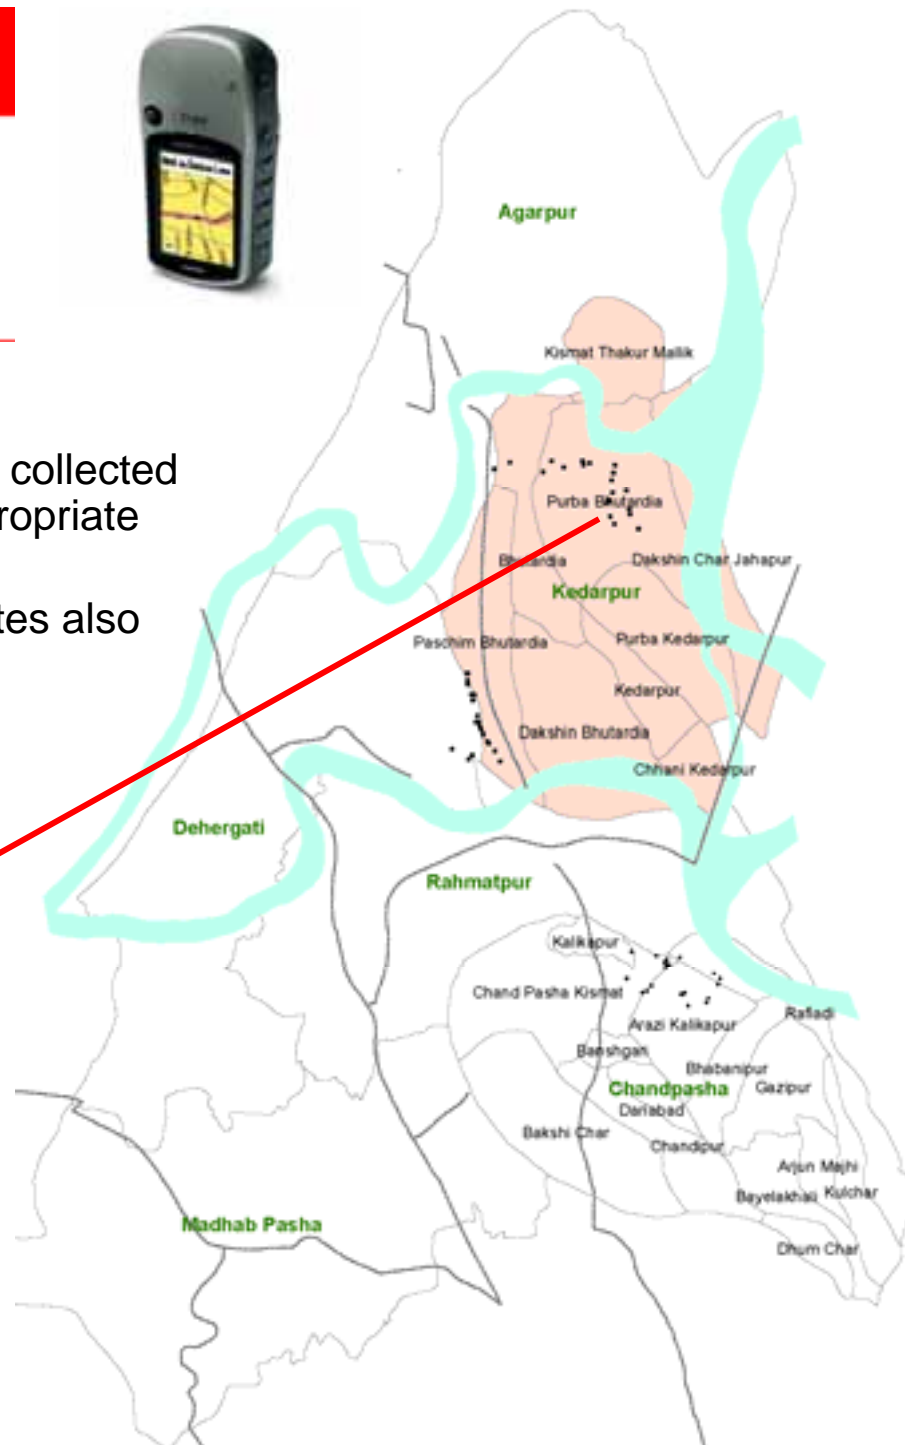 Agarpur
Kismat Thakur Mallik
collected
ropriate
Purba Bhutardia
Bhutardia
Dakshin Char Jahapur
Kedarpur
tes also
Paschim Bhutardia
Purba Kedarpur
Kedarpur
Dakshin Bhutardia
Chhani Kedarpur
Dehergati
Rahmatpur
Kalikapur
Chand Pasha Kismat
Rafiadi
Arazi Kalikapur
Banshgari
Bhabanipur
Chandpasha
Gazipur
Dariabad
Bakshi Char
Chandipur
Arjun Majhi
Bayelakhali
Kulchar
Madhab Pasha
Dhum Char